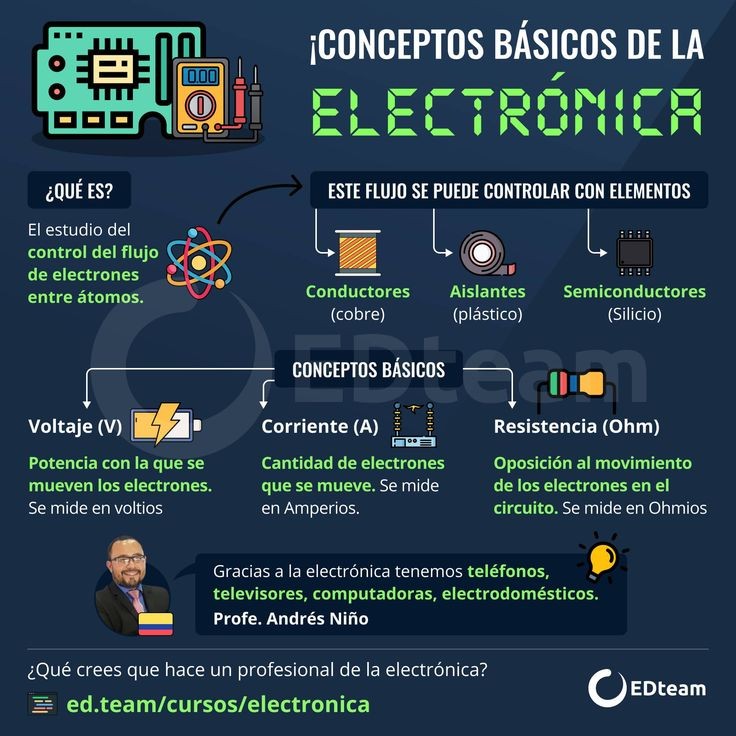 ¡CONCEPTOS BÁSICOS DE LA
ELECTRÓNICA
¿QUÉ ES?
El estudio del
control del flujo
de electrones
entre átomos.
ESTE FLUJO SE PUEDE CONTROLAR CON ELEMENTOS
Conductores
(cobre)
Aislantes
(plástico)
Semiconductores
(Silicio)
EDteam
CONCEPTOS BÁSICOS
Voltaje (V)
Potencia con la que se
mueven los electrones.
Se mide en voltios
Corriente (A)
Cantidad de electrones
que se mueve. Se mide
en Amperios.
Resistencia (Ohm)
Oposición al movimiento
de los electrones en el
circuito. Se mide en Ohmios
Gracias a la electrónica tenemos teléfonos,
televisores, computadoras, electrodomésticos.
Profe. Andrés Niño
¿Qué crees que hace un profesional de la electrónica?
ed.team/cursos/electronica
EDteam